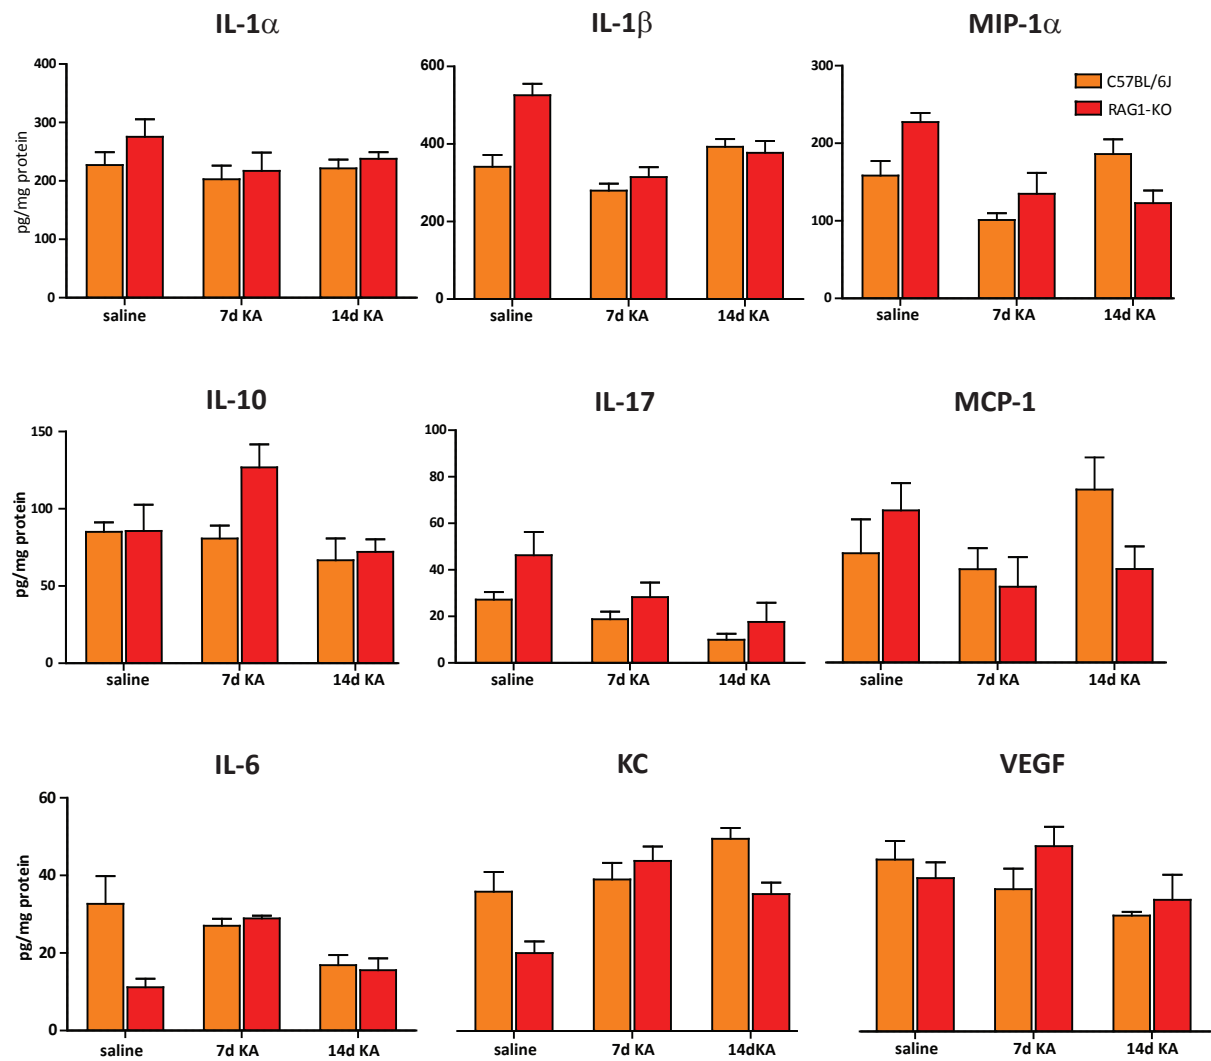 IL-1α
IL-1β
MIP-1α
400
300
200
100
0
pg/mg protein
saline
7d KA
14d KA
600
400
200
0
saline
7d KA
14d KA
300
200
100
0
C57BL/6J
RAG1-KO
saline
7d KA
14d KA
IL-10
IL-17
MCP-1
150
100
50
0
pg/mg protein
saline
7d KA
14d KA
100
80
60
40
20
0
saline
7d KA
14d KA
saline
7d KA
14d KA
IL-6
KC
VEGF
60
40
20
0
pg/mg protein
saline
7d KA
14d KA
saline
7d KA
14dKA
saline
7d KA
14d KA